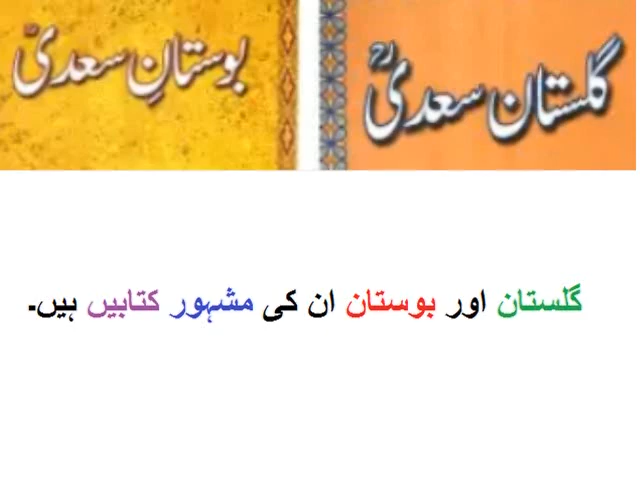 گلستان سعدیؒ
بوستانِ سعدیؒ
گلستان اور بوستان ان کی مشہور کتابیں ہیں۔